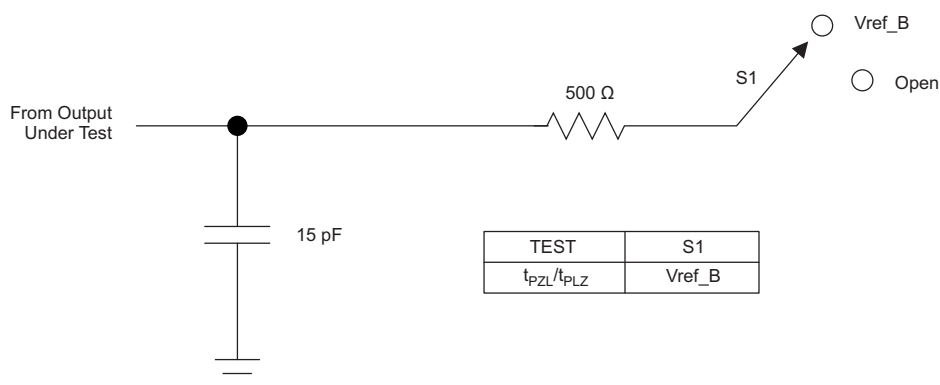 Vref_B
S1
Open
500 Ω
From Output
Under Test
15 pF
TEST S1
tPZL/tPLZ Vref_B